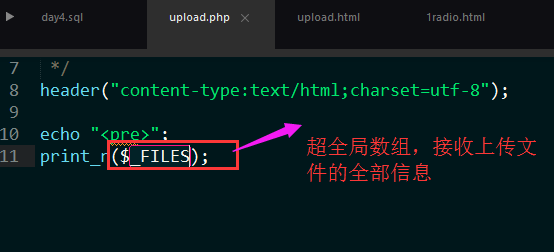 day4.sql
upload.php
upload.html
1radio.html
7 */
8 header("content-type:text/html;charset=utf-8");
9
10 echo "<pre>";
11 print_r($_FILES);
超全局数组，接收上传文
件的全部信息